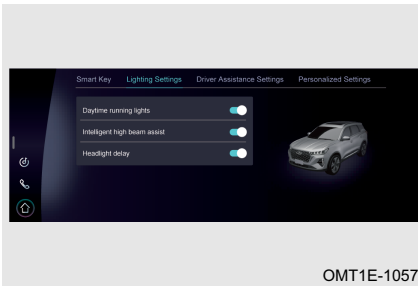 Smart Key Lighting Settings Driver Assistance Settings Personalized Settings
Daytime running lights
Intelligent high beam assist
Headlight delay
OMT1E-1057